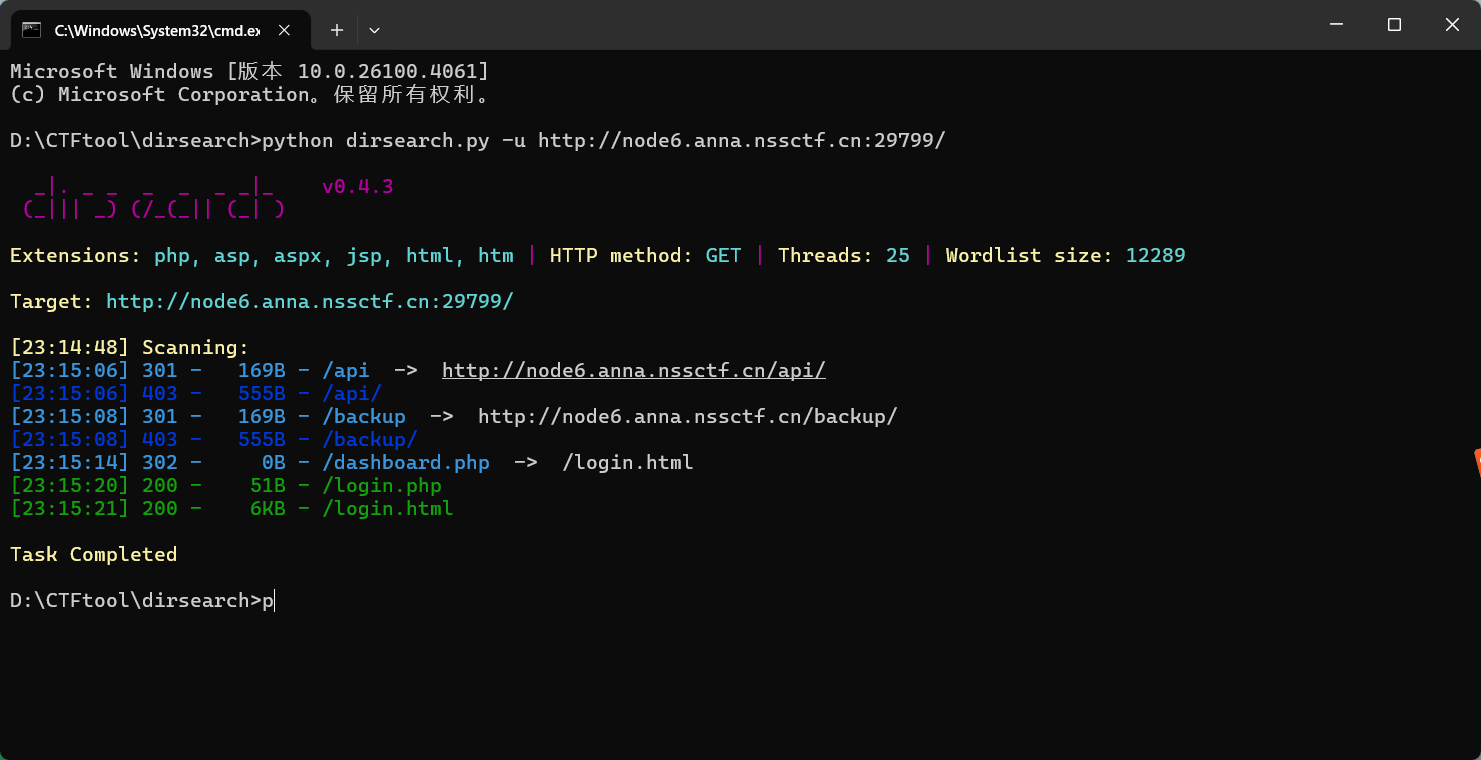 C:\Windows\System32\cmd.ex
Microsoft Windows [版本 10.0.26100.4061]
(c) Microsoft Corporation。保留所有权利。
D:\CTFtool\dirsearch>python dirsearch.py -u http://node6.anna.nssctf.cn:29799/
  _|. _ _  _  _  _ _|_    v0.4.3
 (_||| _) (/_(_|| (_| )
Extensions: php, asp, aspx, jsp, html, htm | HTTP method: GET | Threads: 25 | Wordlist size: 12289
Target: http://node6.anna.nssctf.cn:29799/
[23:14:48] Scanning:
[23:15:06] 301 -   169B - /api  ->  http://node6.anna.nssctf.cn/api/
[23:15:06] 403 -   555B - /api/
[23:15:08] 301 -   169B - /backup  ->  http://node6.anna.nssctf.cn/backup/
[23:15:08] 403 -   555B - /backup/
[23:15:14] 302 -     0B - /dashboard.php  ->  /login.html
[23:15:20] 200 -    51B - /login.php
[23:15:21] 200 -    6KB - /login.html
Task Completed
D:\CTFtool\dirsearch>p